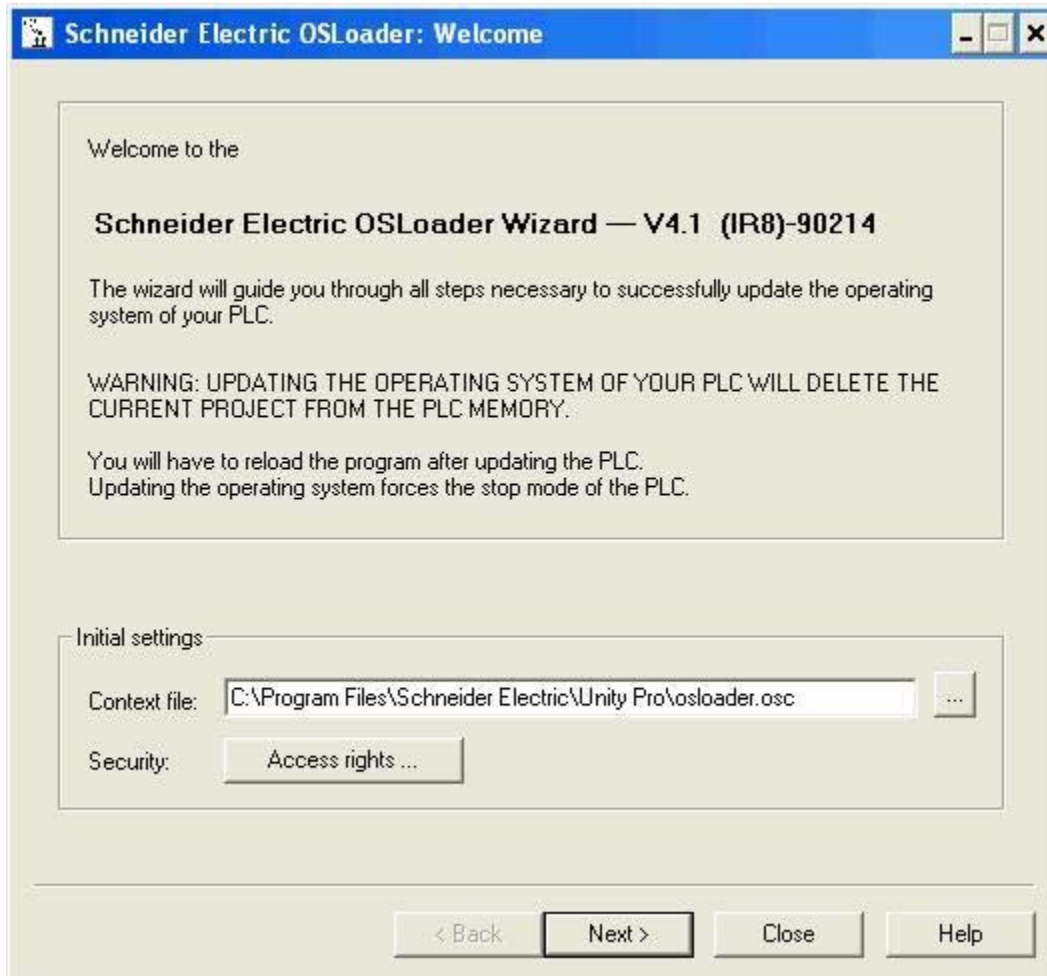 Schneider Electric OSLoader: Welcome
Welcome to the
Schneider Electric OSLoader Wizard — V4.1 (IR8)-90214
The wizard will guide you through all steps necessary to successfully update the operating
system of your PLC.
WARNING: UPDATING THE OPERATING SYSTEM OF YOUR PLC WILL DELETE THE
CURRENT PROJECT FROM THE PLC MEMORY.
You will have to reload the program after updating the PLC.
Updating the operating system forces the stop mode of the PLC.
Initial settings
Context file: C:\Program Files\Schneider Electric\Unity Pro\osloader.osc ...
Security: Access rights ...
< Back Next > Close Help